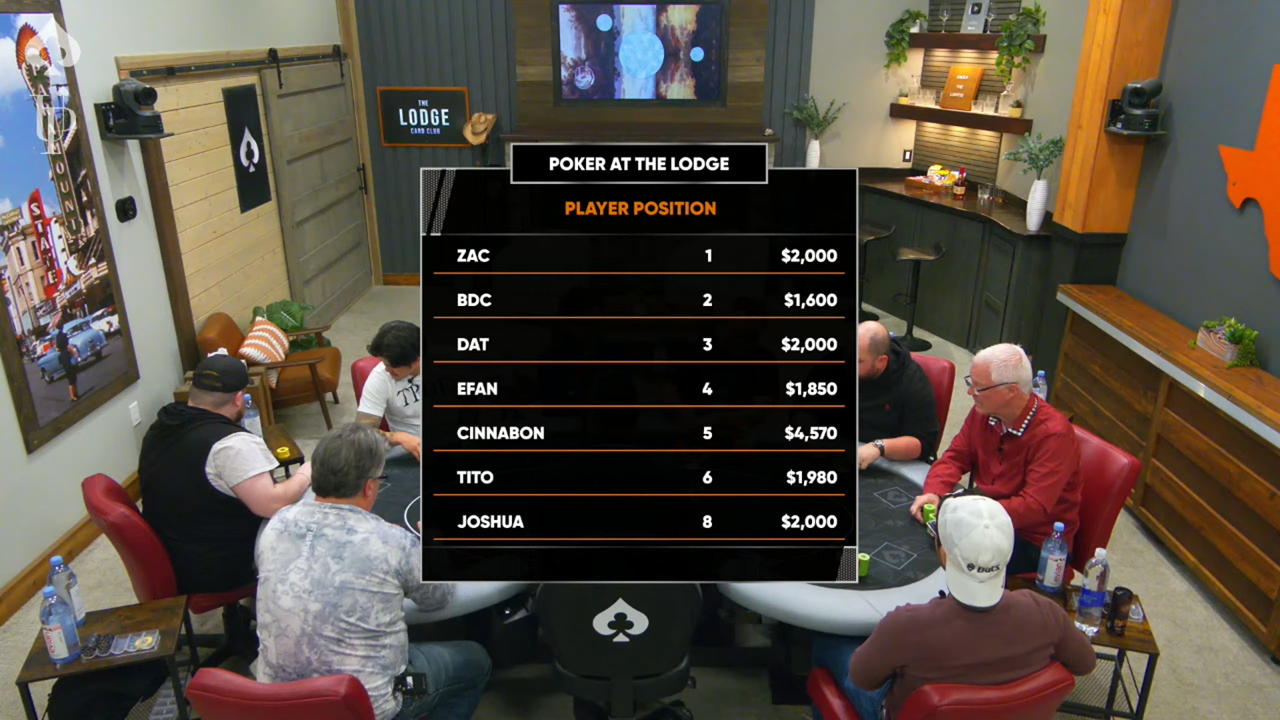 THE
LODGE
CARD CLUB
STATE
POKER AT THE LODGE
PLAYER POSITION
ZAC 1 $2,000
BDC 2 $1,600
DAT 3 $2,000
EFAN 4 $1,850
CINNABON 5 $4,570
TITO 6 $1,980
JOSHUA 8 $2,000